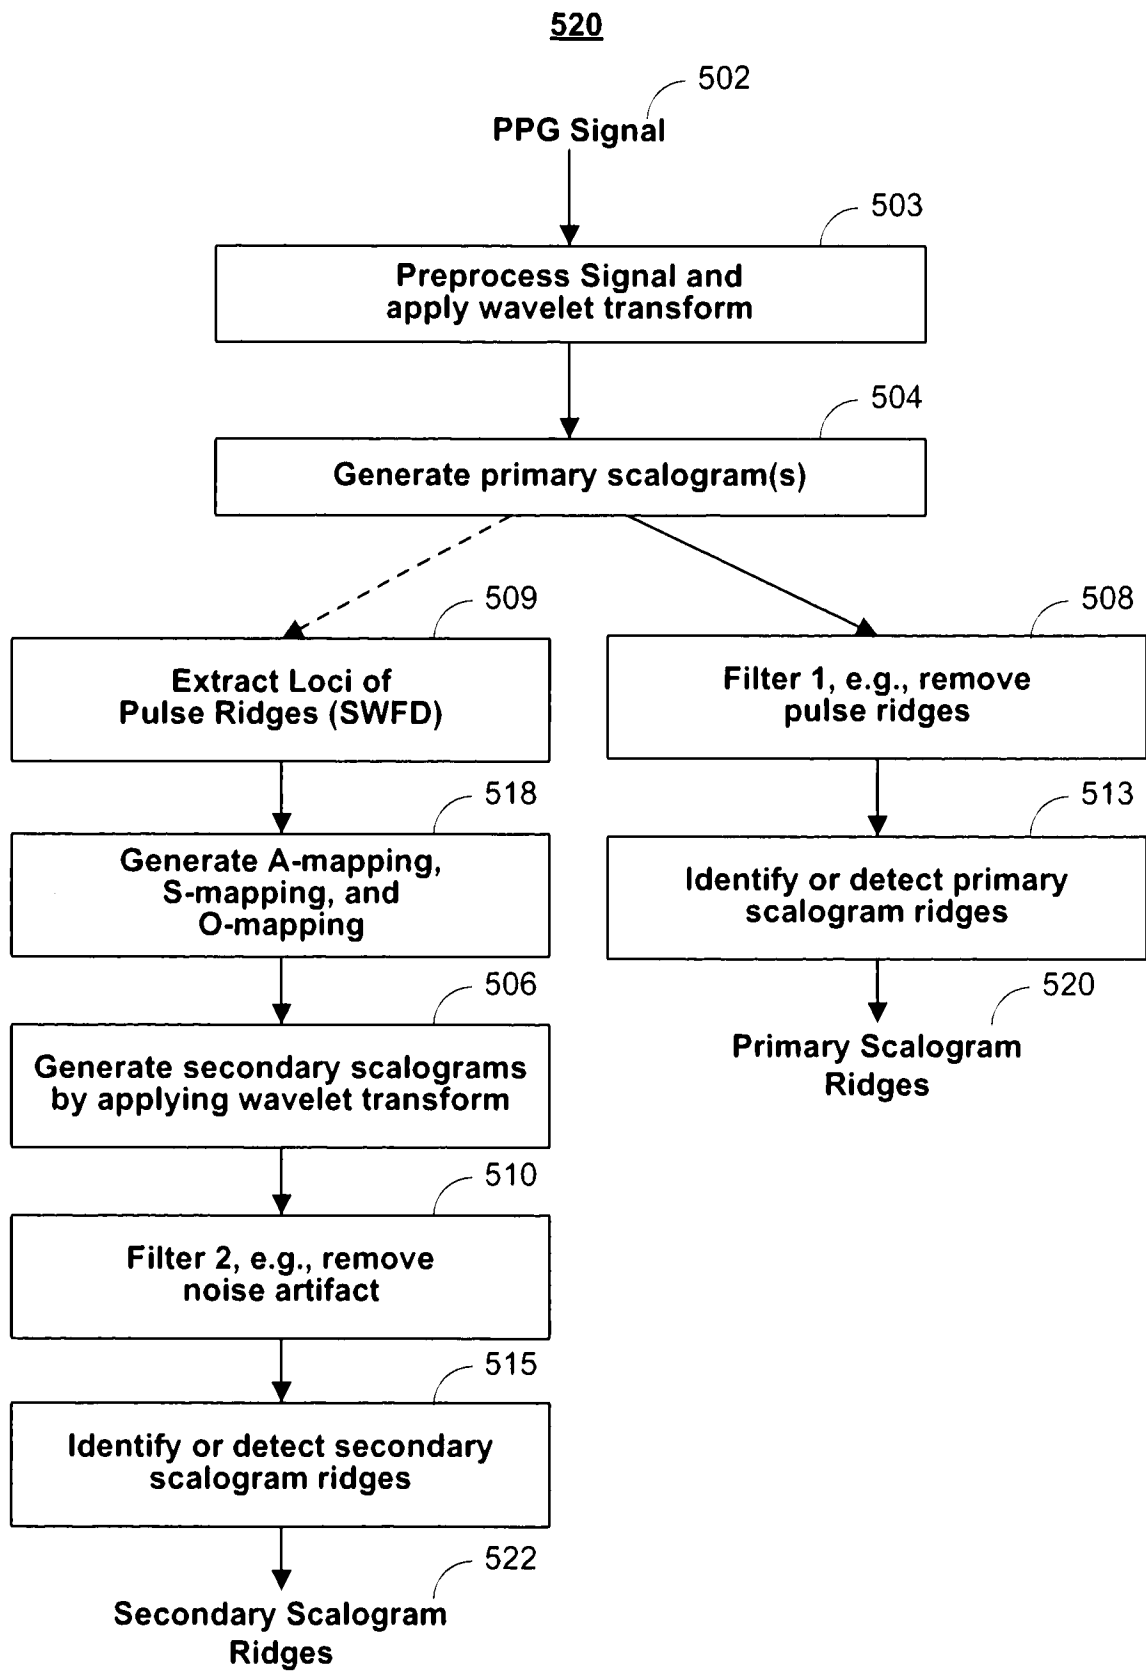 520
502
PPG Signal
503
Preprocess Signal and
apply wavelet transform
504
Generate primary scalogram(s)
509
Extract Loci of
Pulse Ridges (SWFD)
508
Filter 1, e.g., remove
pulse ridges
518
Generate A-mapping,
S-mapping, and
O-mapping
513
Identify or detect primary
scalogram ridges
506
Generate secondary scalograms
by applying wavelet transform
520
Primary Scalogram
Ridges
510
Filter 2, e.g., remove
noise artifact
515
Identify or detect secondary
scalogram ridges
522
Secondary Scalogram
Ridges